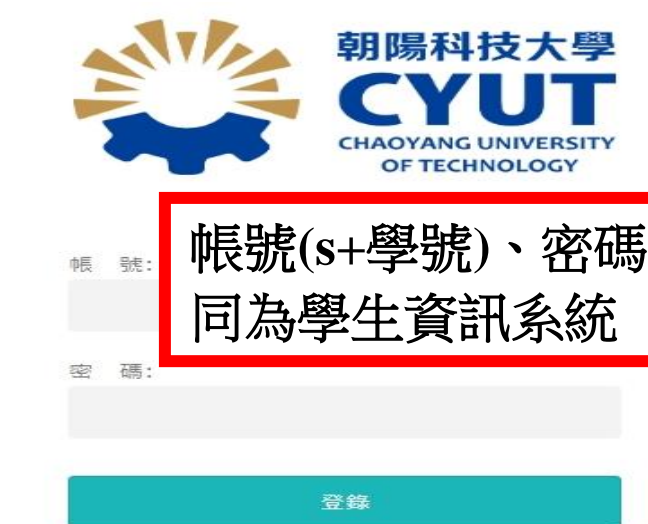 朝陽科技大學
CYUT
CHAOYANG UNIVERSITY
OF TECHNOLOGY
帳號(s+學號)、密碼
同為學生資訊系統
帳 號:
密 碼:
登錄